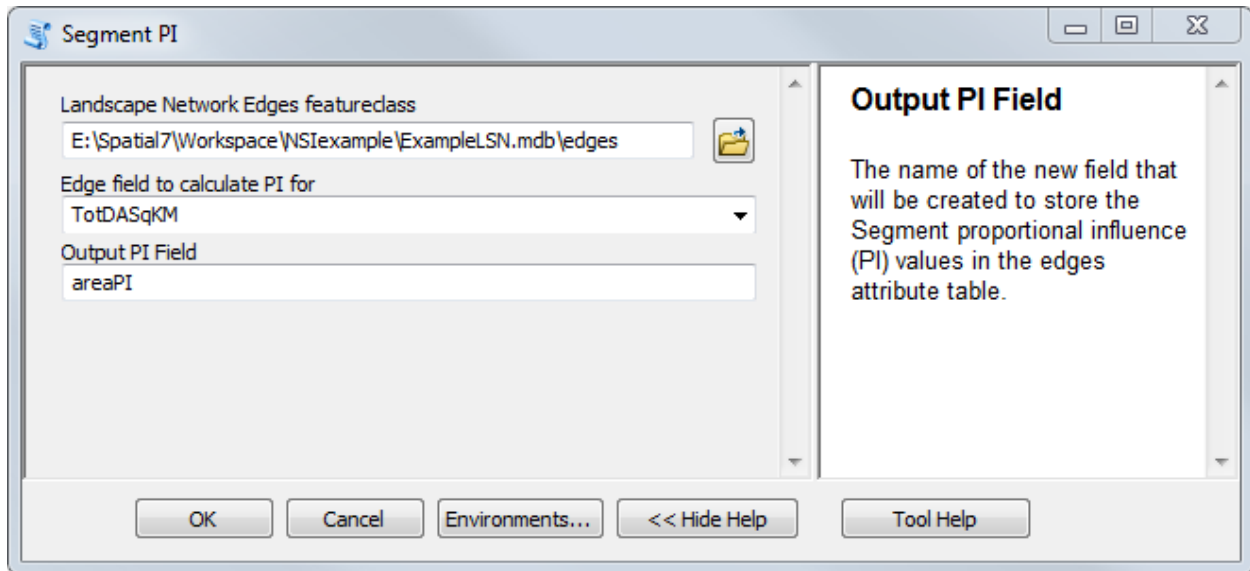 Segment PI
Landscape Network Edges featureclass
E:\Spatial7\Workspace\NSIexample\ExampleLSN.mdb\edges
Edge field to calculate PI for
TotDASqKM
Output PI Field
areaPI
Output PI Field
The name of the new field that
will be created to store the
Segment proportional influence
(PI) values in the edges
attribute table.
OK
Cancel
Environments...
<< Hide Help
Tool Help